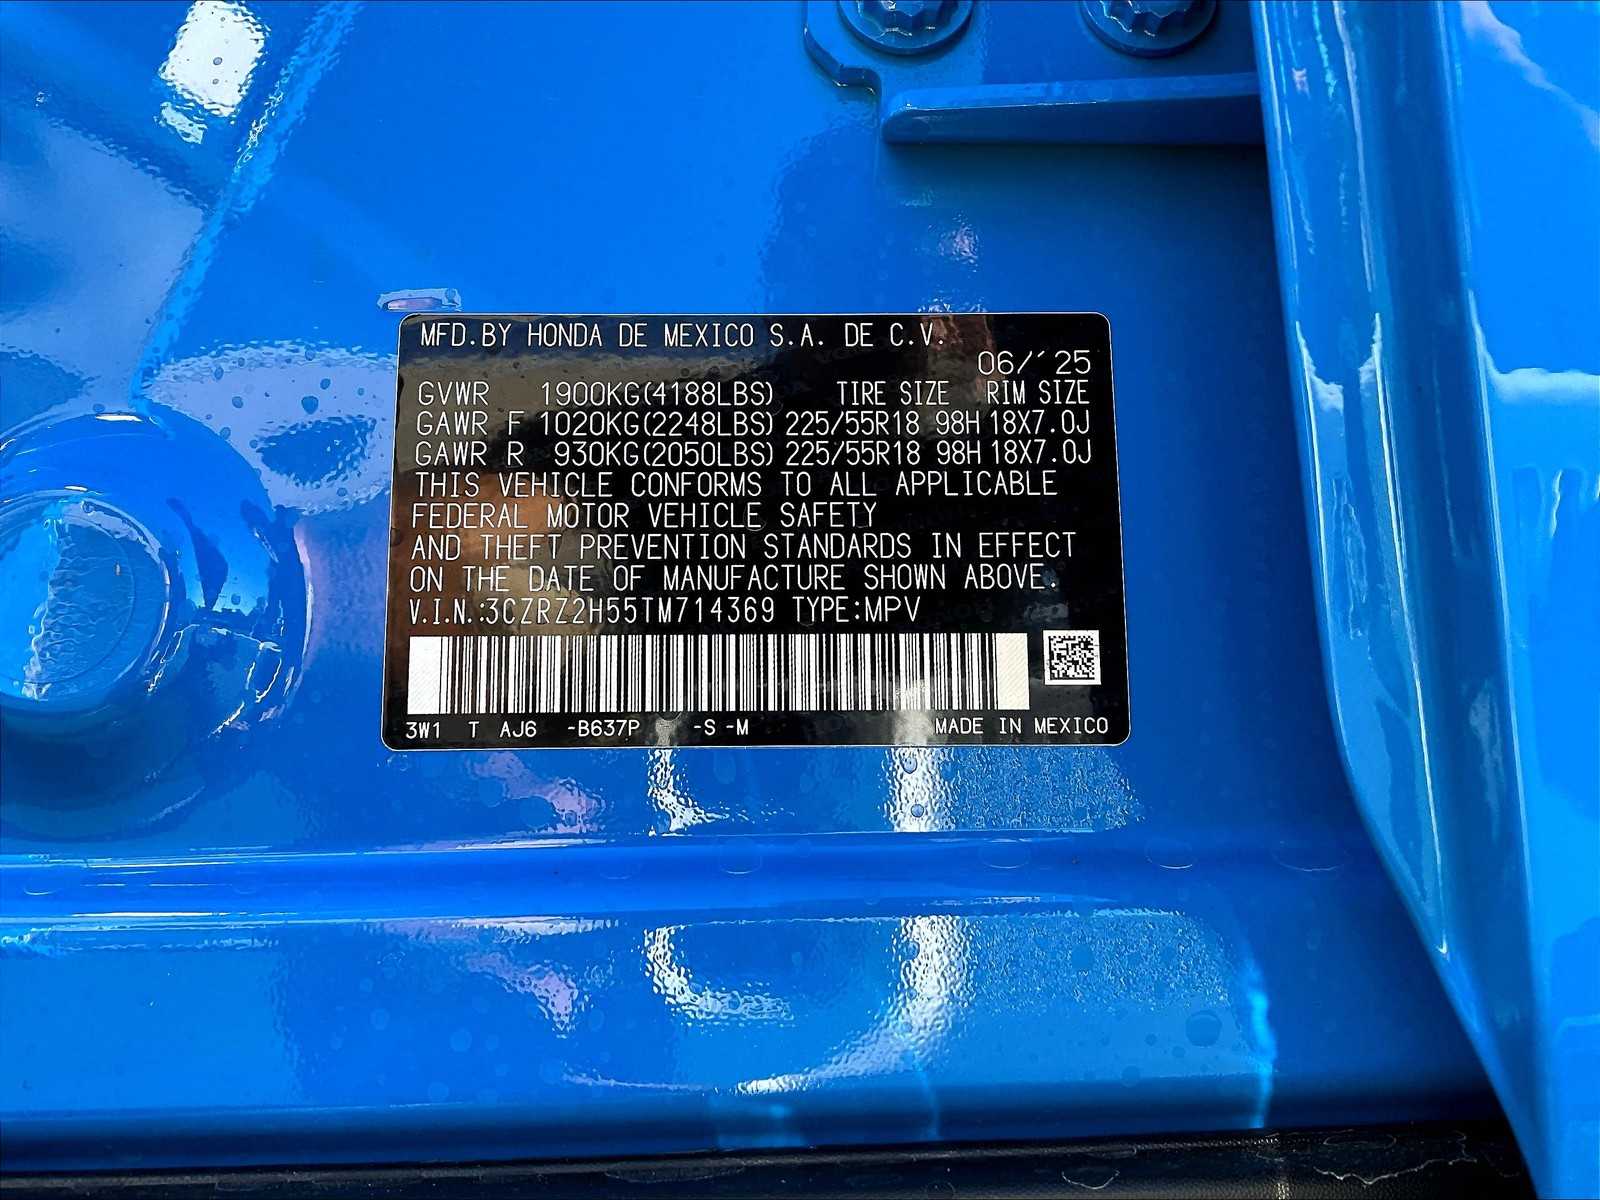 MFD.BY HONDA DE MEXICO S.A. DE C.V.
06/'25
GVWR 1900KG(4188LBS) TIRE SIZE RIM SIZE
GAWR F 1020KG(2248LBS) 225/55R18 98H 18X7.0J
GAWR R 930KG(2050LBS) 225/55R18 98H 18X7.0J
THIS VEHICLE CONFORMS TO ALL APPLICABLE
FEDERAL MOTOR VEHICLE SAFETY
AND THEFT PREVENTION STANDARDS IN EFFECT
ON THE DATE OF MANUFACTURE SHOWN ABOVE.
V.I.N.:3CZRZ2H55TM714369 TYPE:MPV
3W1 T AJ6 -B637P -S -M MADE IN MEXICO